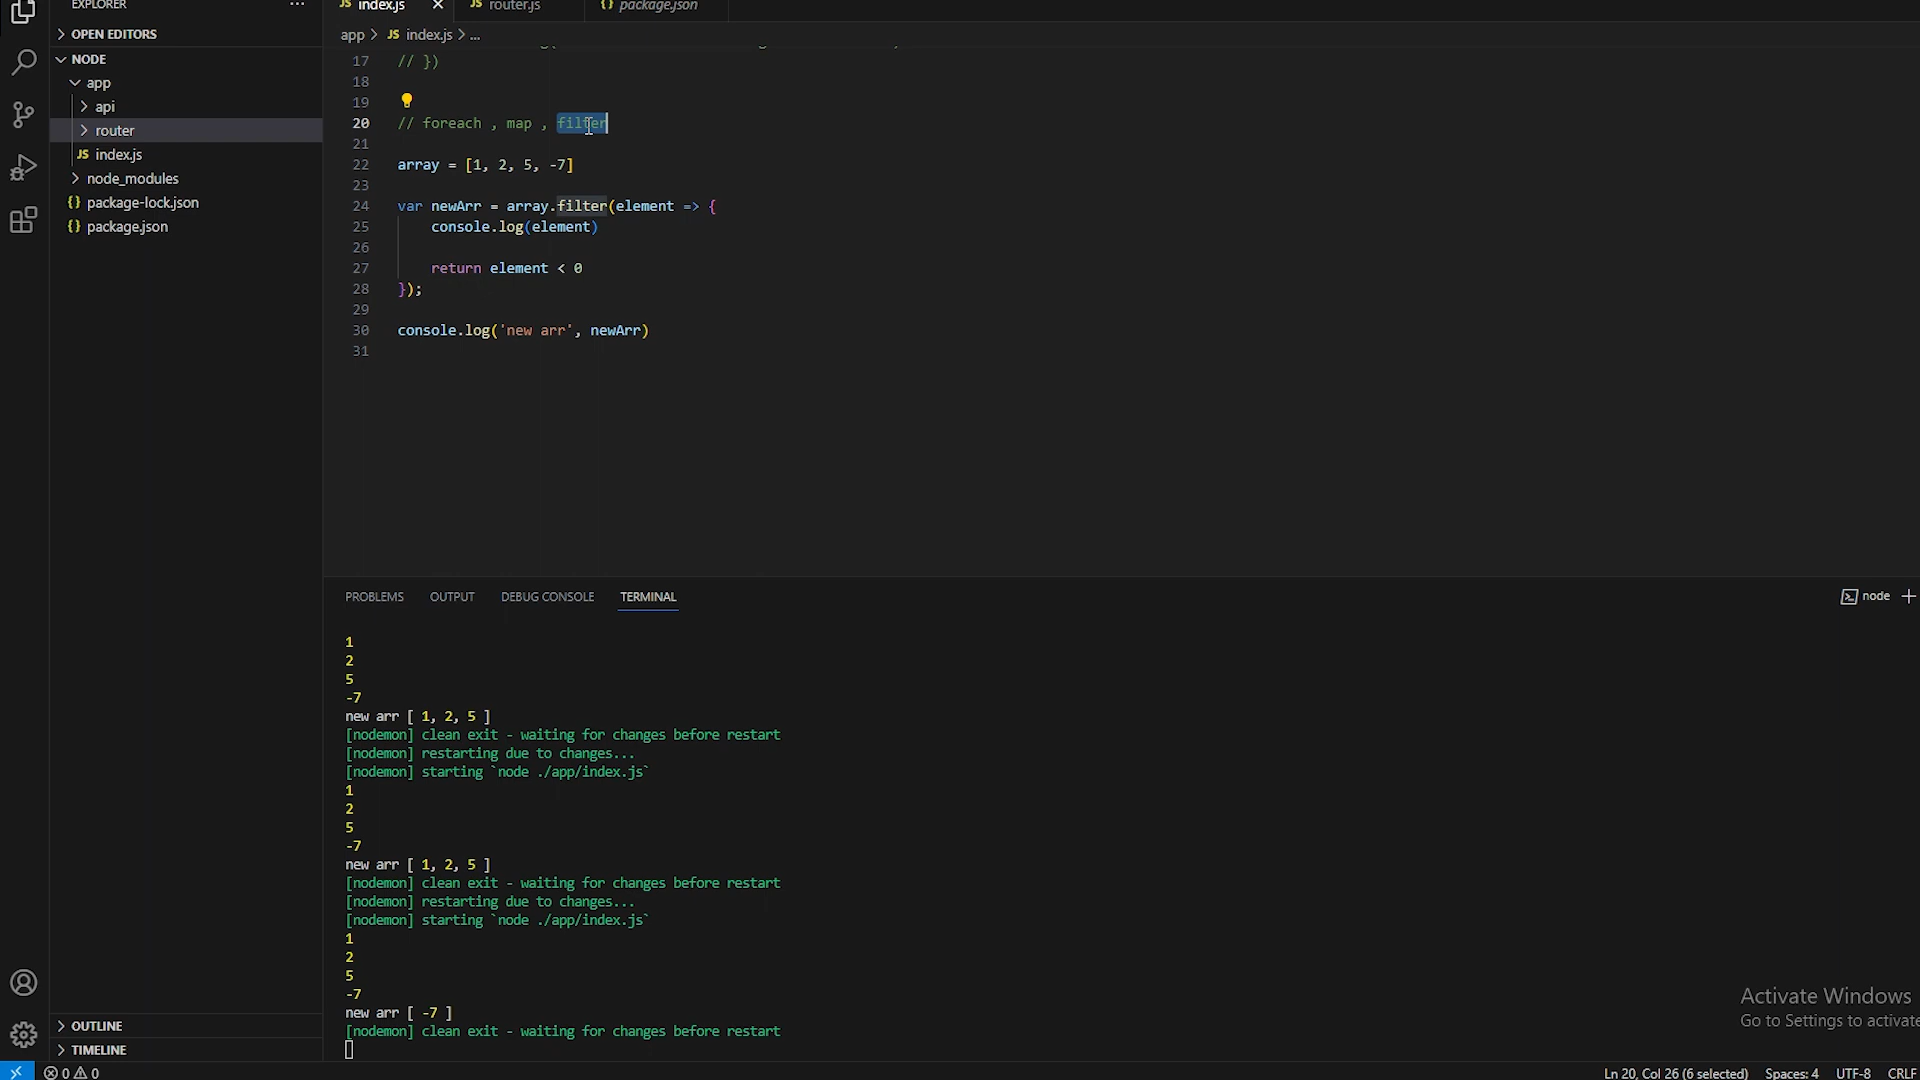 EXPLORER
···
JS index.js ×
JS router.js
{} package.json
> OPEN EDITORS
app > JS index.js > ...
NODE
17 // })
app
18
api
19
router
20 // foreach , map , filter
21
index.js
22 array = [1, 2, 5, -7]
node_modules
23
package-lock.json
24 var newArr = array.filter(element => {
package.json
25 console.log(element)
26
27 return element < 0
28 });
29
30 console.log('new arr', newArr)
31
PROBLEMS OUTPUT DEBUG CONSOLE TERMINAL
node +
1
2
5
-7
new arr [ 1, 2, 5 ]
[nodemon] clean exit - waiting for changes before restart
[nodemon] restarting due to changes...
[nodemon] starting `node ./app/index.js`
1
2
5
-7
new arr [ 1, 2, 5 ]
[nodemon] clean exit - waiting for changes before restart
[nodemon] restarting due to changes...
[nodemon] starting `node ./app/index.js`
1
2
5
-7
new arr [ -7 ]
[nodemon] clean exit - waiting for changes before restart
Activate Windows
Go to Settings to activate
> OUTLINE
> TIMELINE
0 0
Ln 20, Col 26 (6 selected) Spaces: 4 UTF-8 CRLF